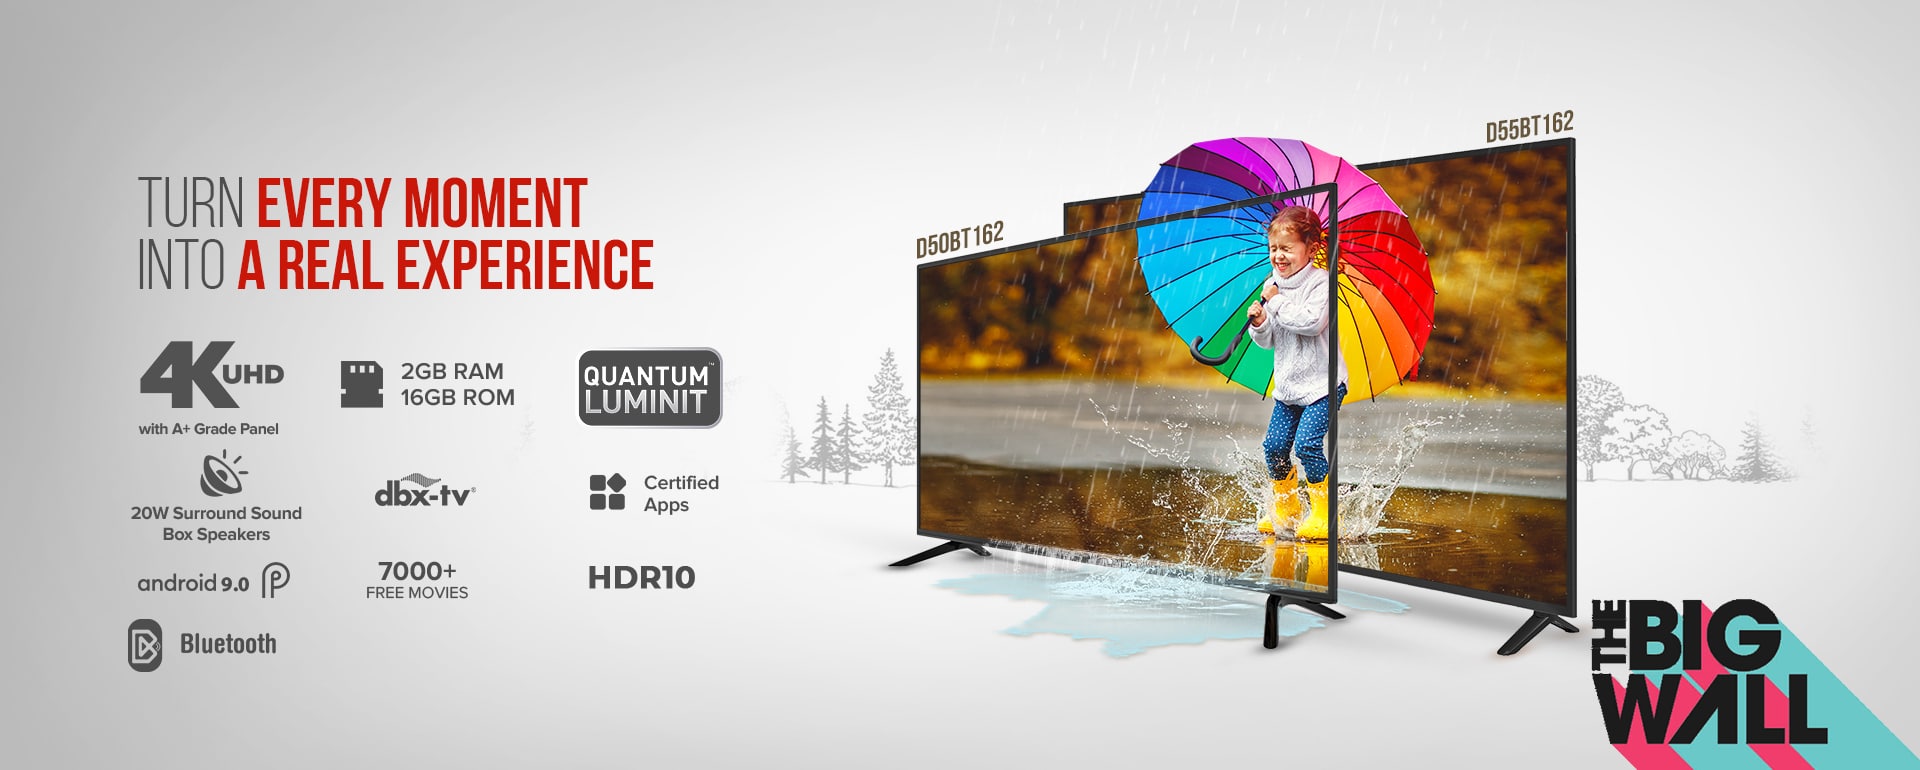 TURN EVERY MOMENT
INTO A REAL EXPERIENCE
4K UHD
with A+ Grade Panel
2GB RAM
16GB ROM
QUANTUM™
LUMINIT
20W Surround Sound
Box Speakers
dbx-tv®
Certified
Apps
android 9.0
7000+
FREE MOVIES
HDR10
Bluetooth
D50BT162
D55BT162
THE BIG
WALL